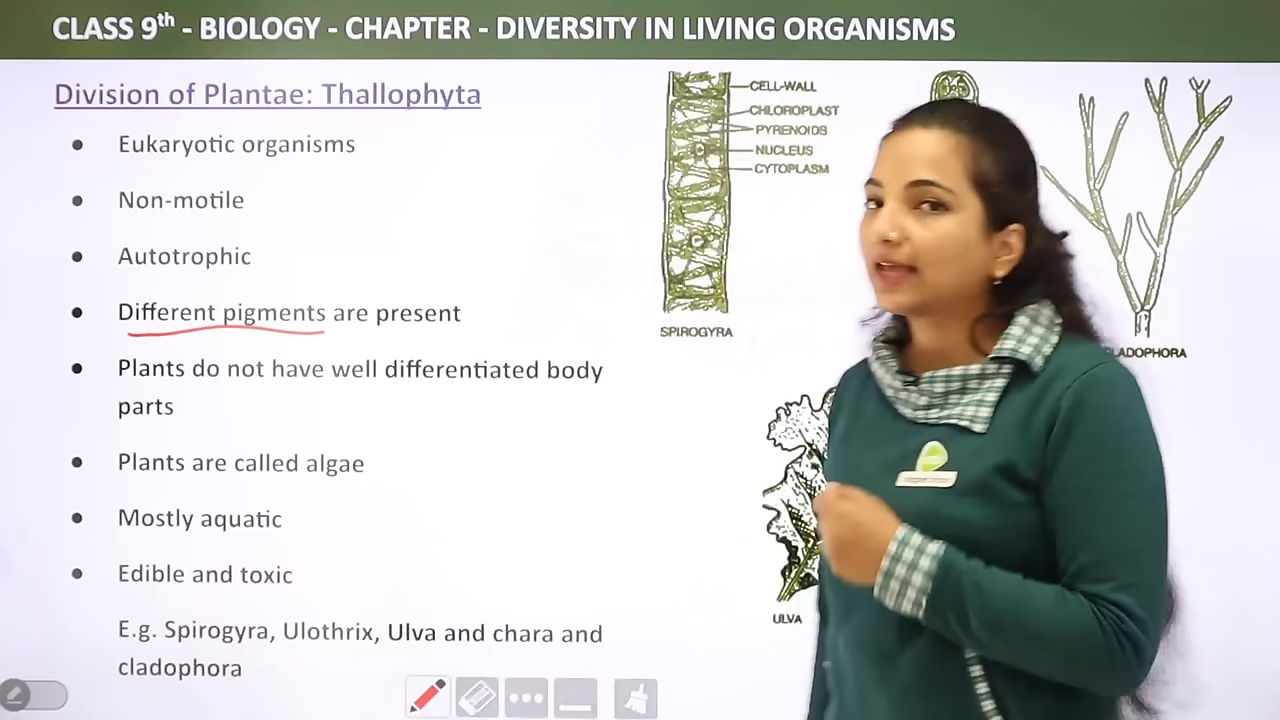 CLASS 9th - BIOLOGY - CHAPTER - DIVERSITY IN LIVING ORGANISMS
Division of Plantae: Thallophyta
• Eukaryotic organisms
• Non-motile
• Autotrophic
• Different pigments are present
• Plants do not have well differentiated body
parts
• Plants are called algae
• Mostly aquatic
• Edible and toxic
E.g. Spirogyra, Ulothrix, Ulva and chara and
cladophora
CELL-WALL
CHLOROPLAST
PYRENOIDS
NUCLEUS
CYTOPLASM
SPIROGYRA
LADOPHORA
ULVA